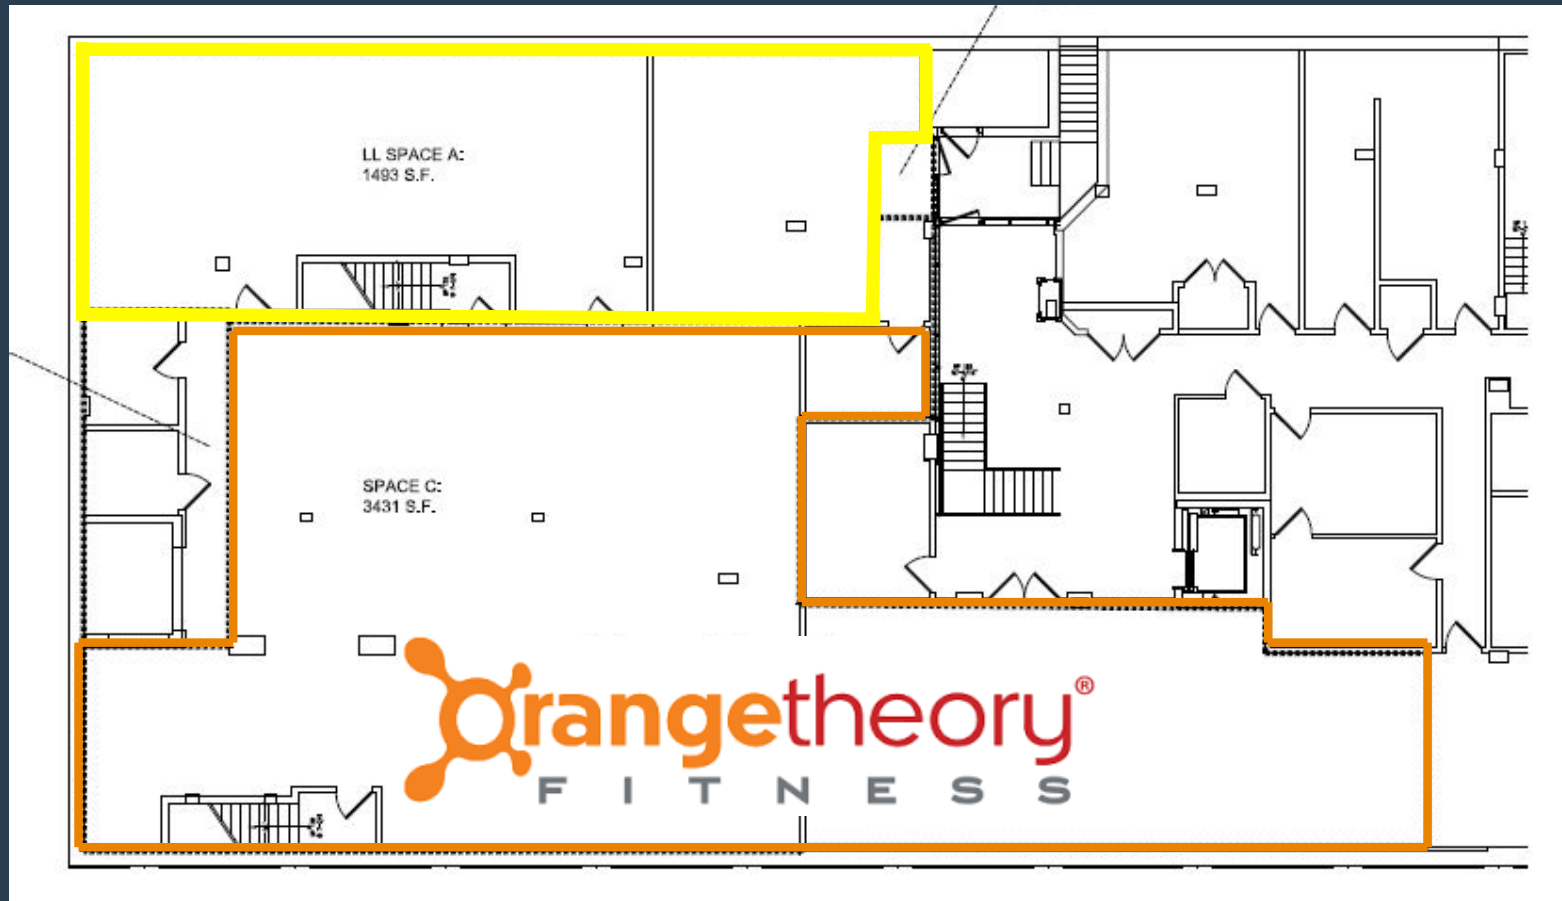 LL SPACE A:
1493 S.F.
SPACE C:
3431 S.F.
orangetheory®
FITNESS